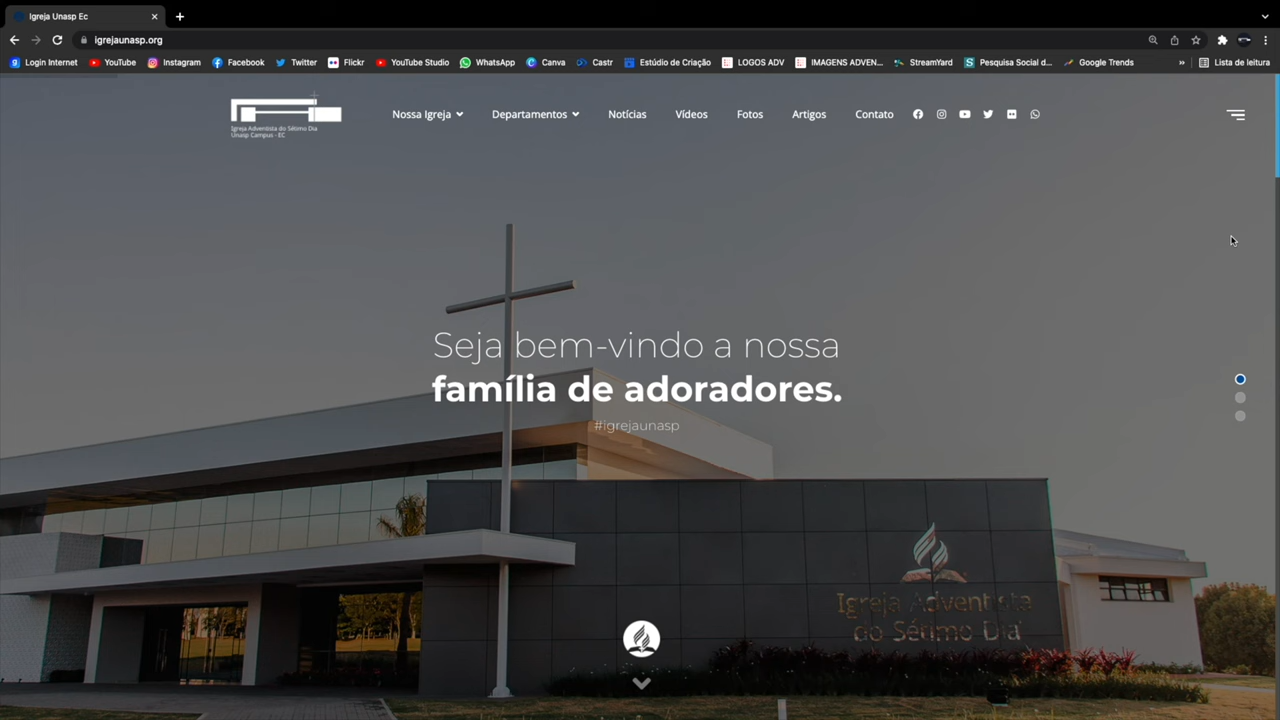 Igreja Unasp Ec
igrejaunasp.org
Login Internet YouTube Instagram Facebook Twitter Flickr YouTube Studio WhatsApp Canva Castr Estúdio de Criação LOGOS ADV IMAGENS ADVEN... StreamYard Pesquisa Social d... Google Trends » Lista de leitura
Igreja Adventista do Sétimo Dia
Unasp Campus - EC
Nossa Igreja Departamentos Notícias Vídeos Fotos Artigos Contato
Seja bem-vindo a nossa
família de adoradores.
#igrejaunasp
Igreja Adventista
do Sétimo Dia